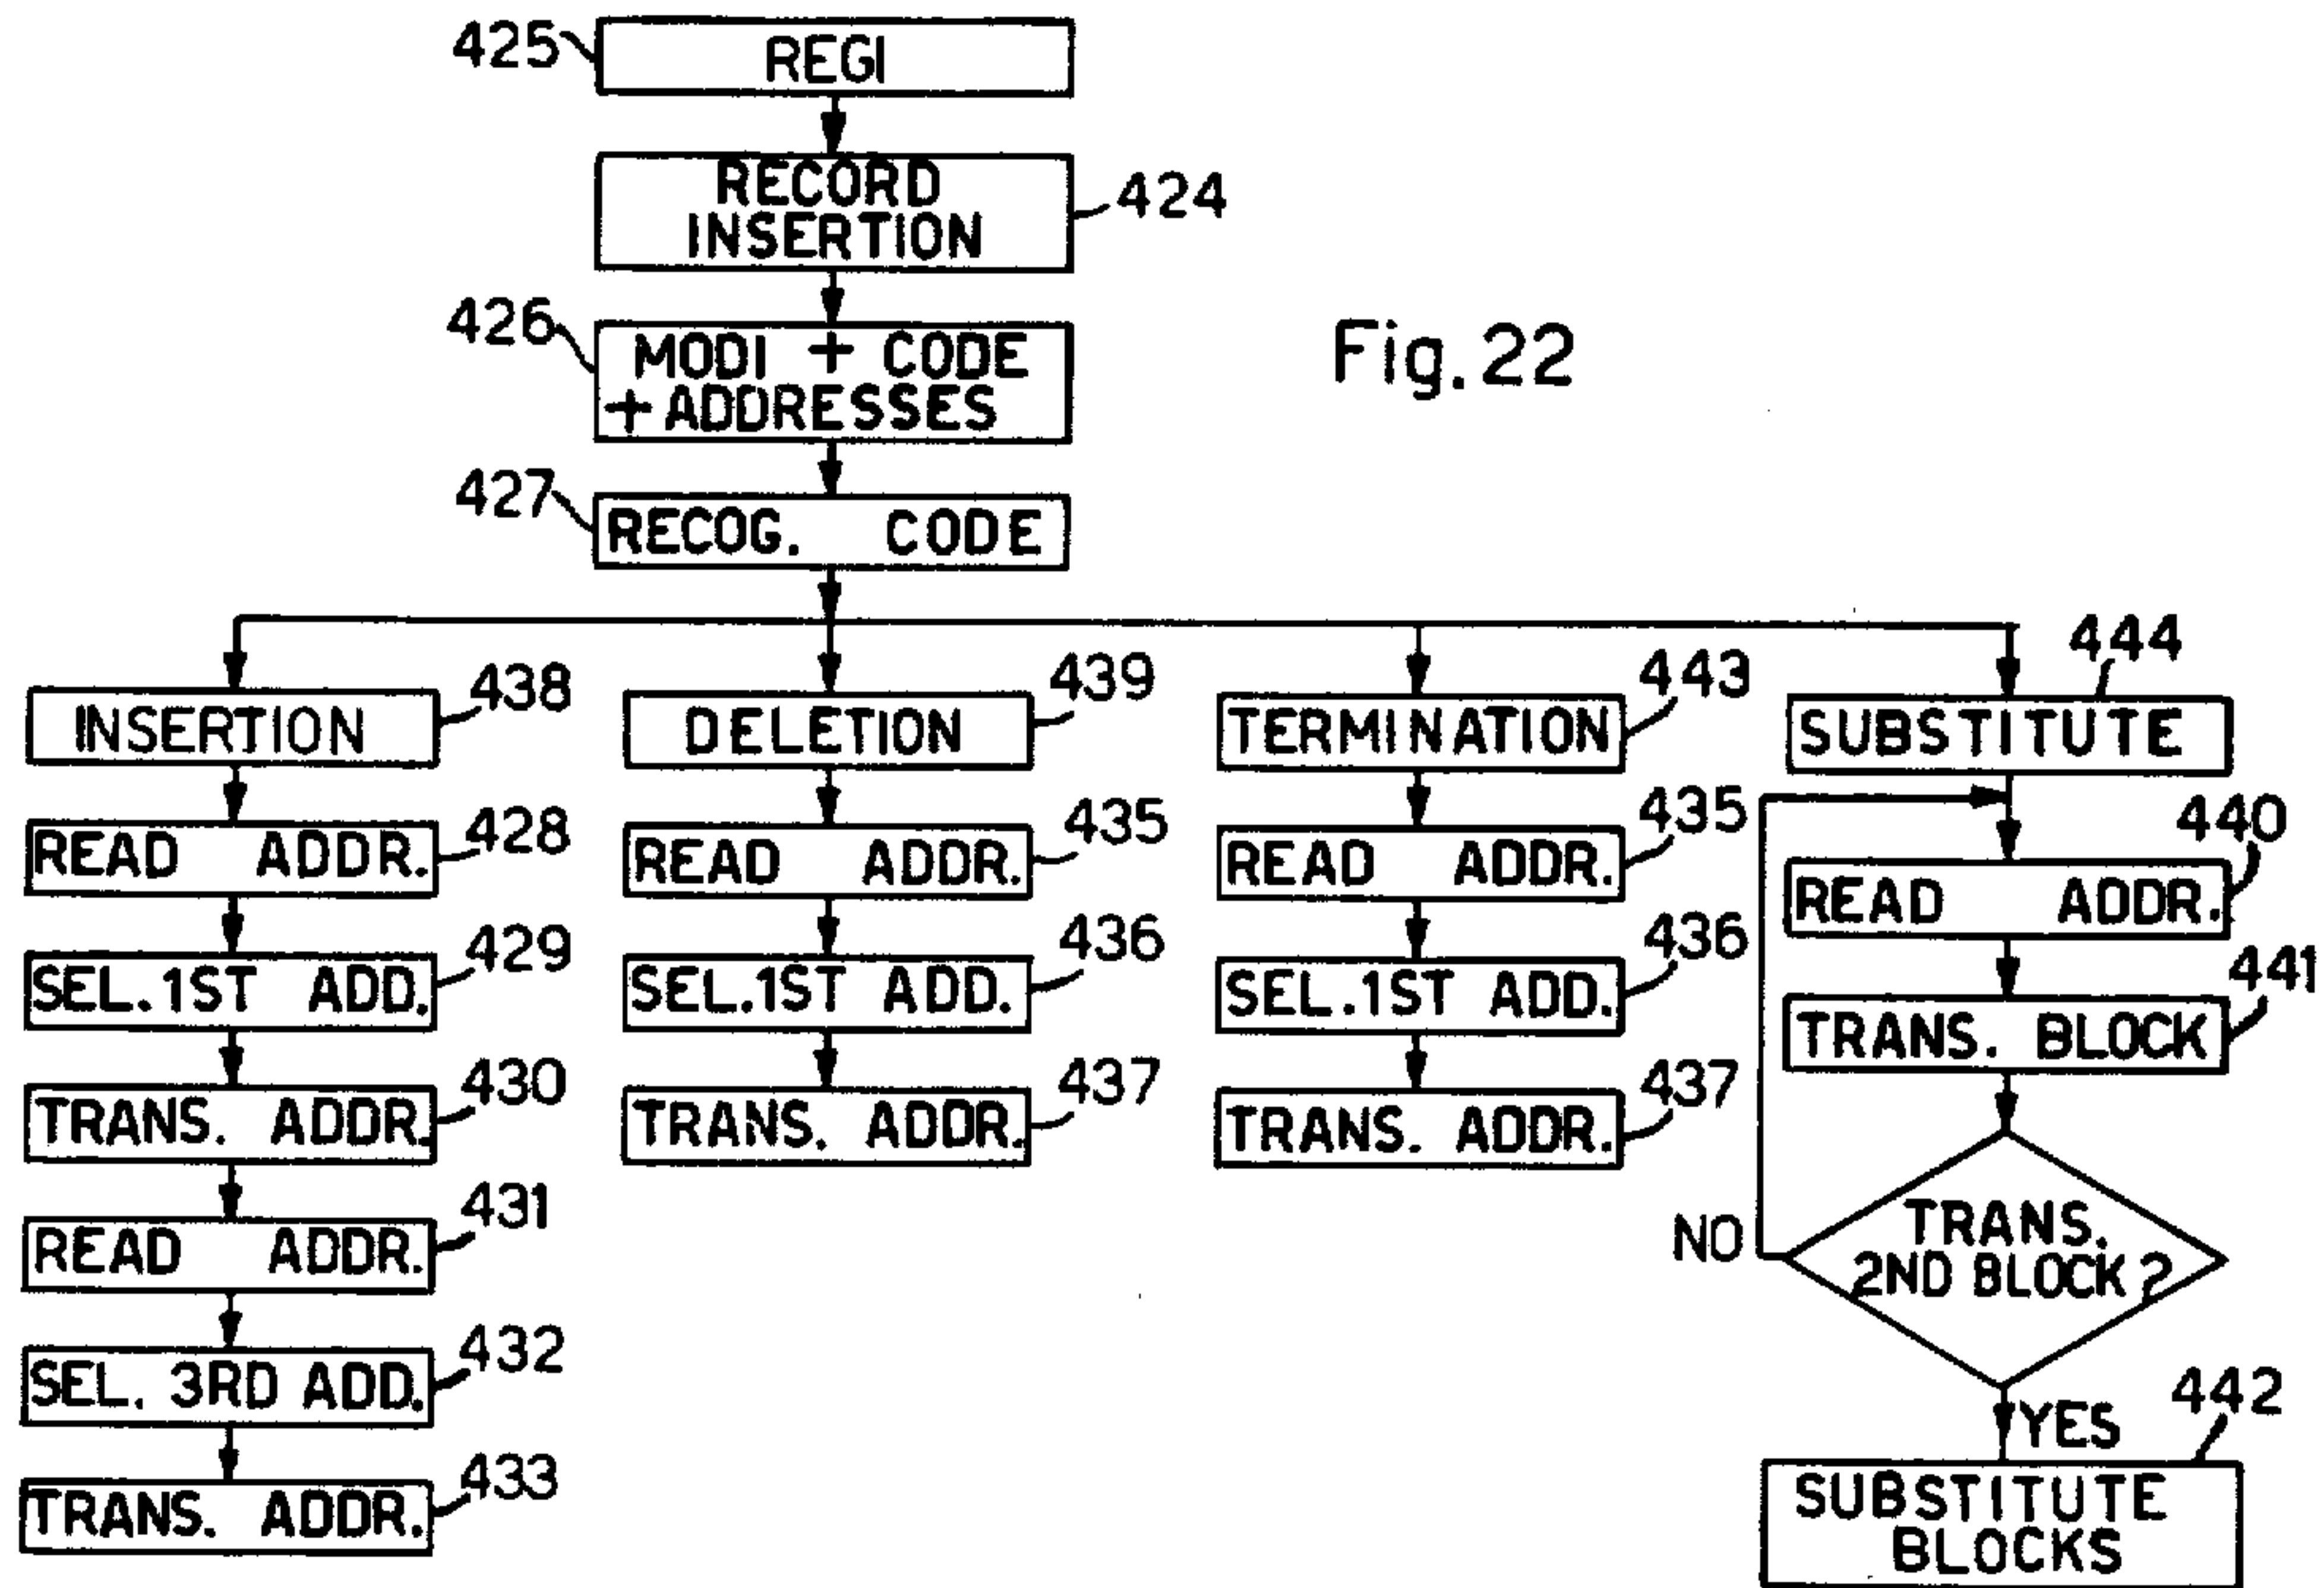 425
REGI
RECORD
INSERTION
424
426
MODI + CODE
+ ADDRESSES
Fig. 22
427
RECOG. CODE
438
INSERTION
428
READ ADDR.
429
SEL. 1ST ADD.
430
TRANS. ADDR.
431
READ ADDR.
432
SEL. 3RD ADD.
433
TRANS. ADDR.
439
DELETION
435
READ ADDR.
436
SEL. 1ST ADD.
437
TRANS. ADDR.
443
TERMINATION
435
READ ADDR.
436
SEL. 1ST ADD.
437
TRANS. ADDR.
444
SUBSTITUTE
440
READ ADDR.
441
TRANS. BLOCK
TRANS.
2ND BLOCK ?
NO
YES
442
SUBSTITUTE
BLOCKS